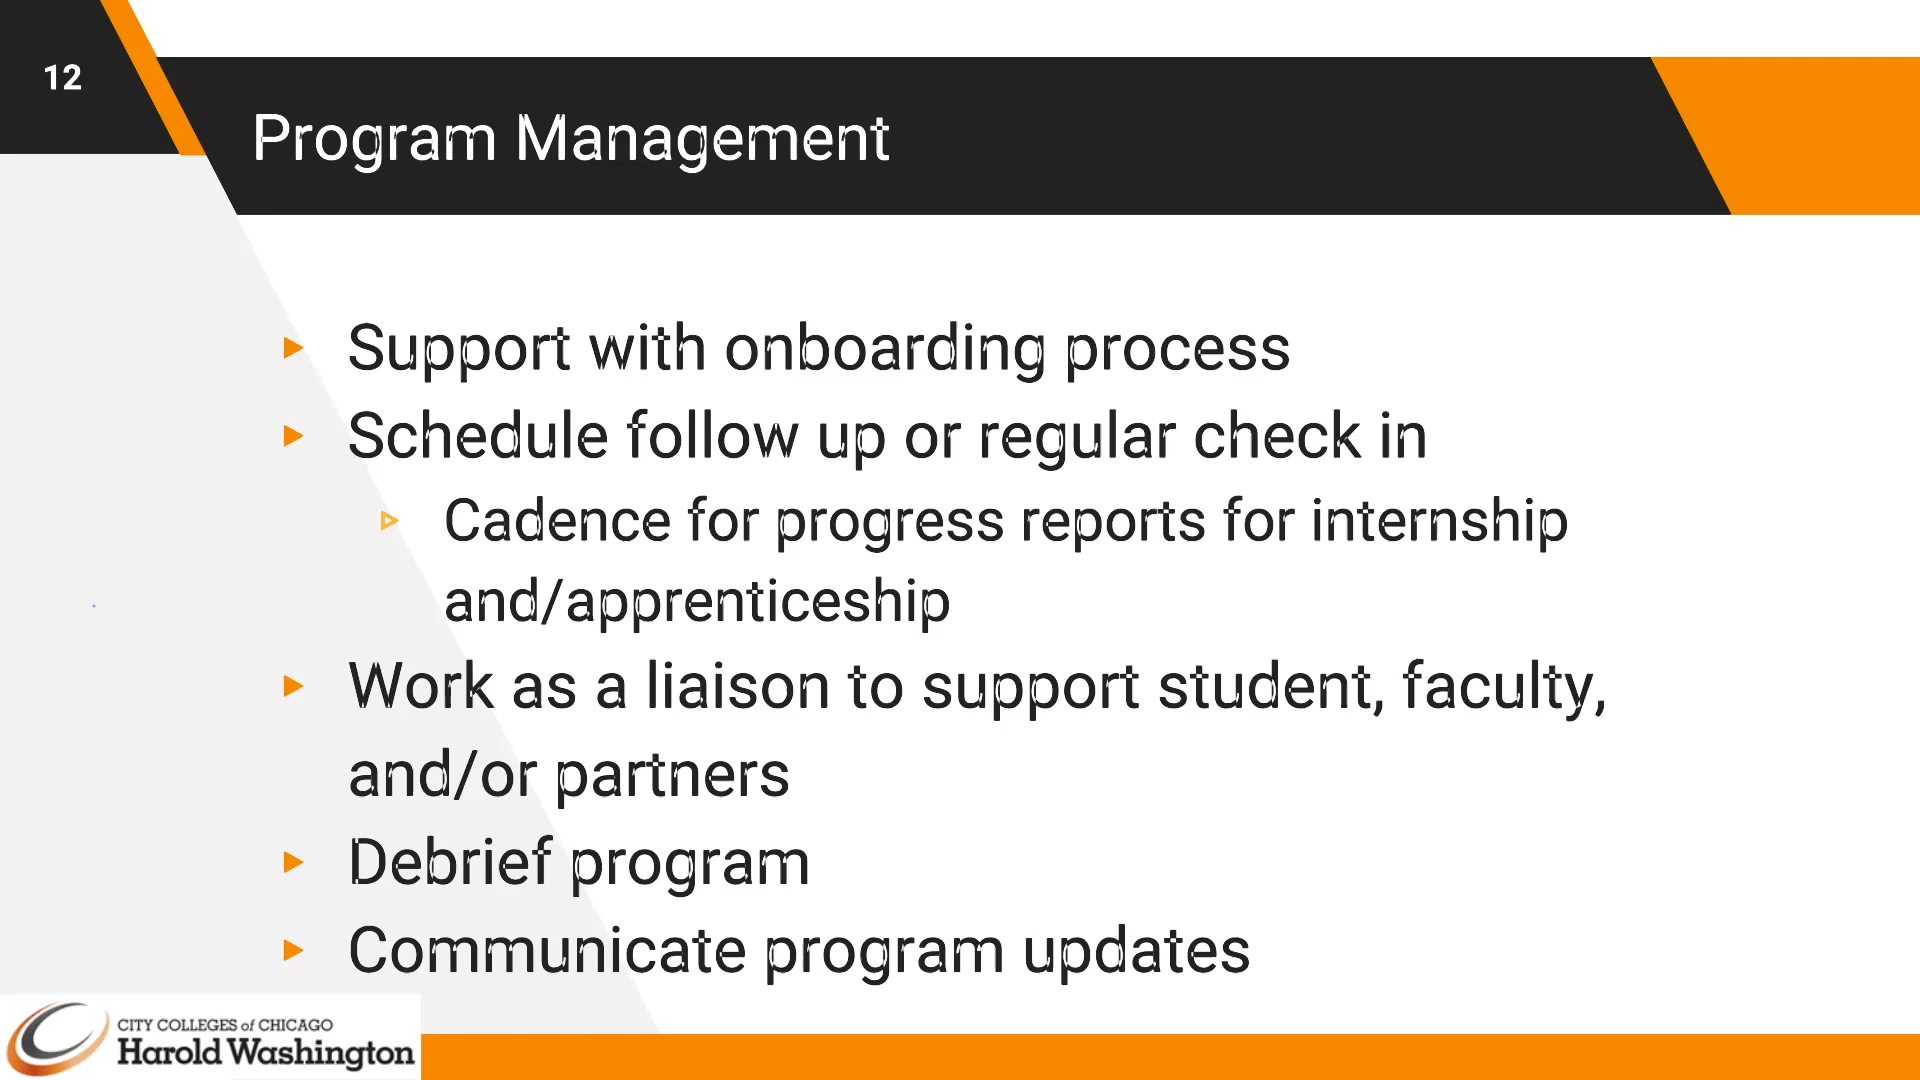 12
Program Management
Support with onboarding process
Schedule follow up or regular check in
Cadence for progress reports for internship
and/apprenticeship
Work as a liaison to support student, faculty,
and/or partners
Debrief program
Communicate program updates
CITY COLLEGES of CHICAGO
Harold Washington